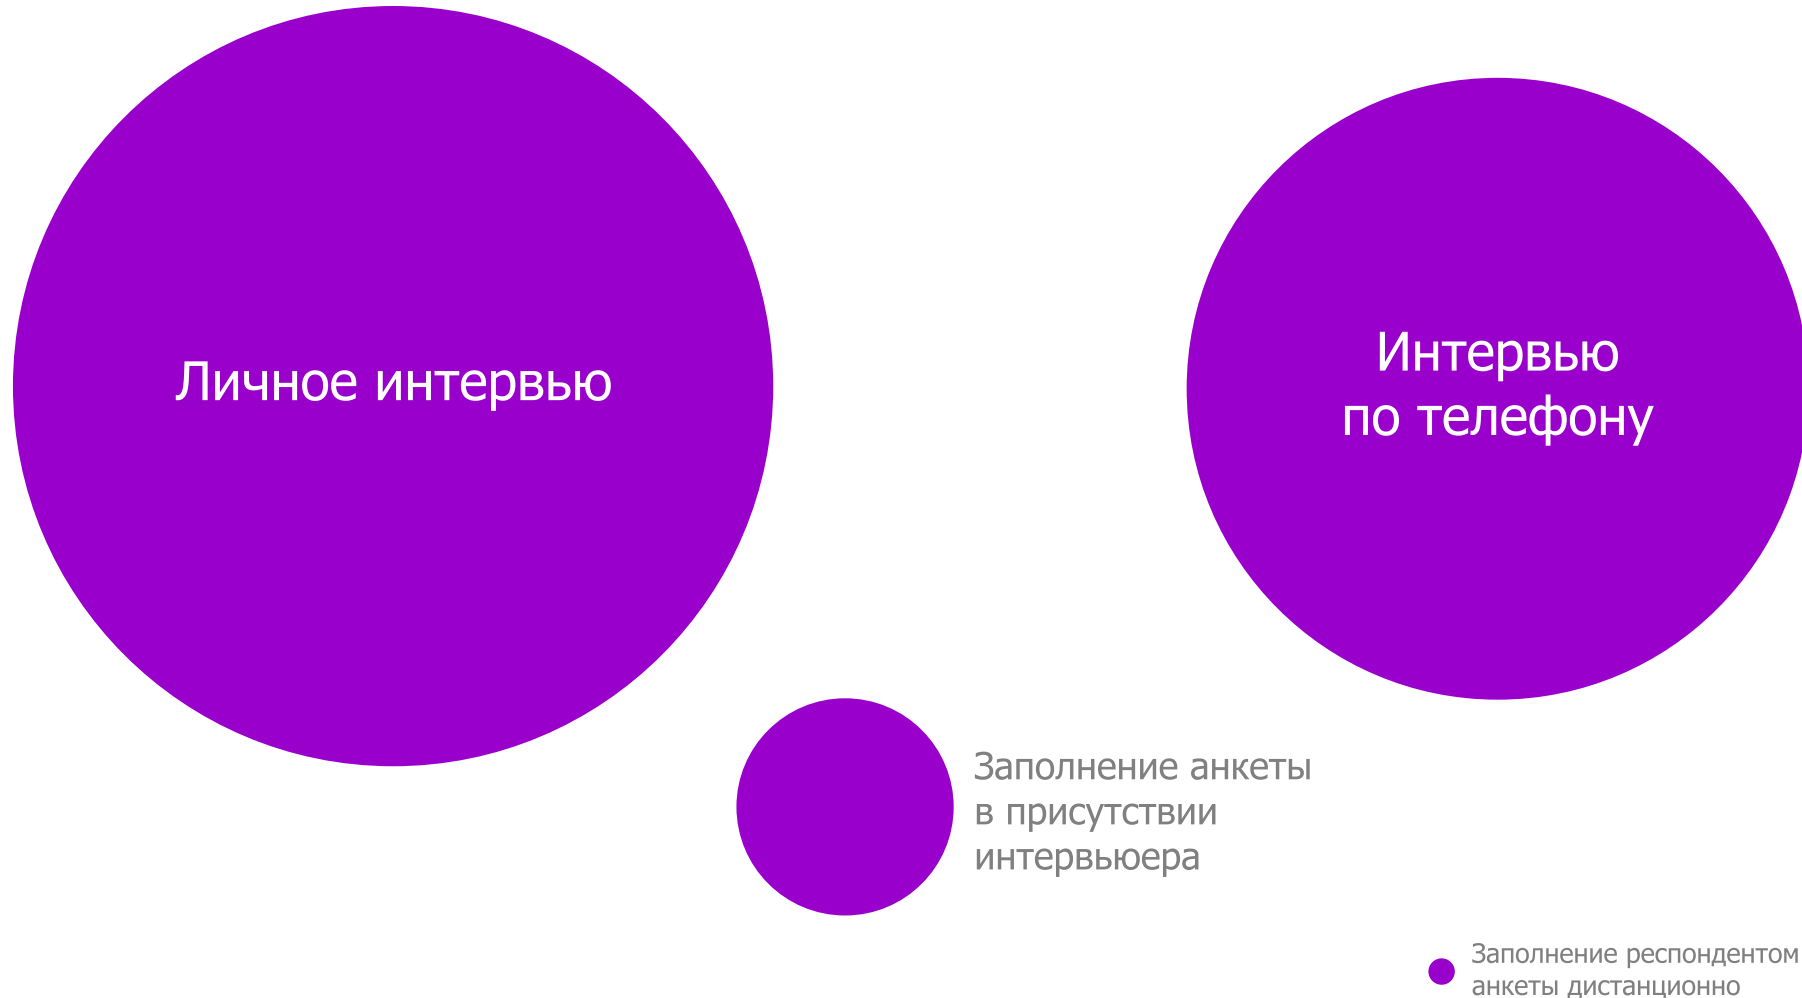 Личное интервью
Интервью
по телефону
Заполнение анкеты
в присутствии
интервьюера
Заполнение респондентом
анкеты дистанционно